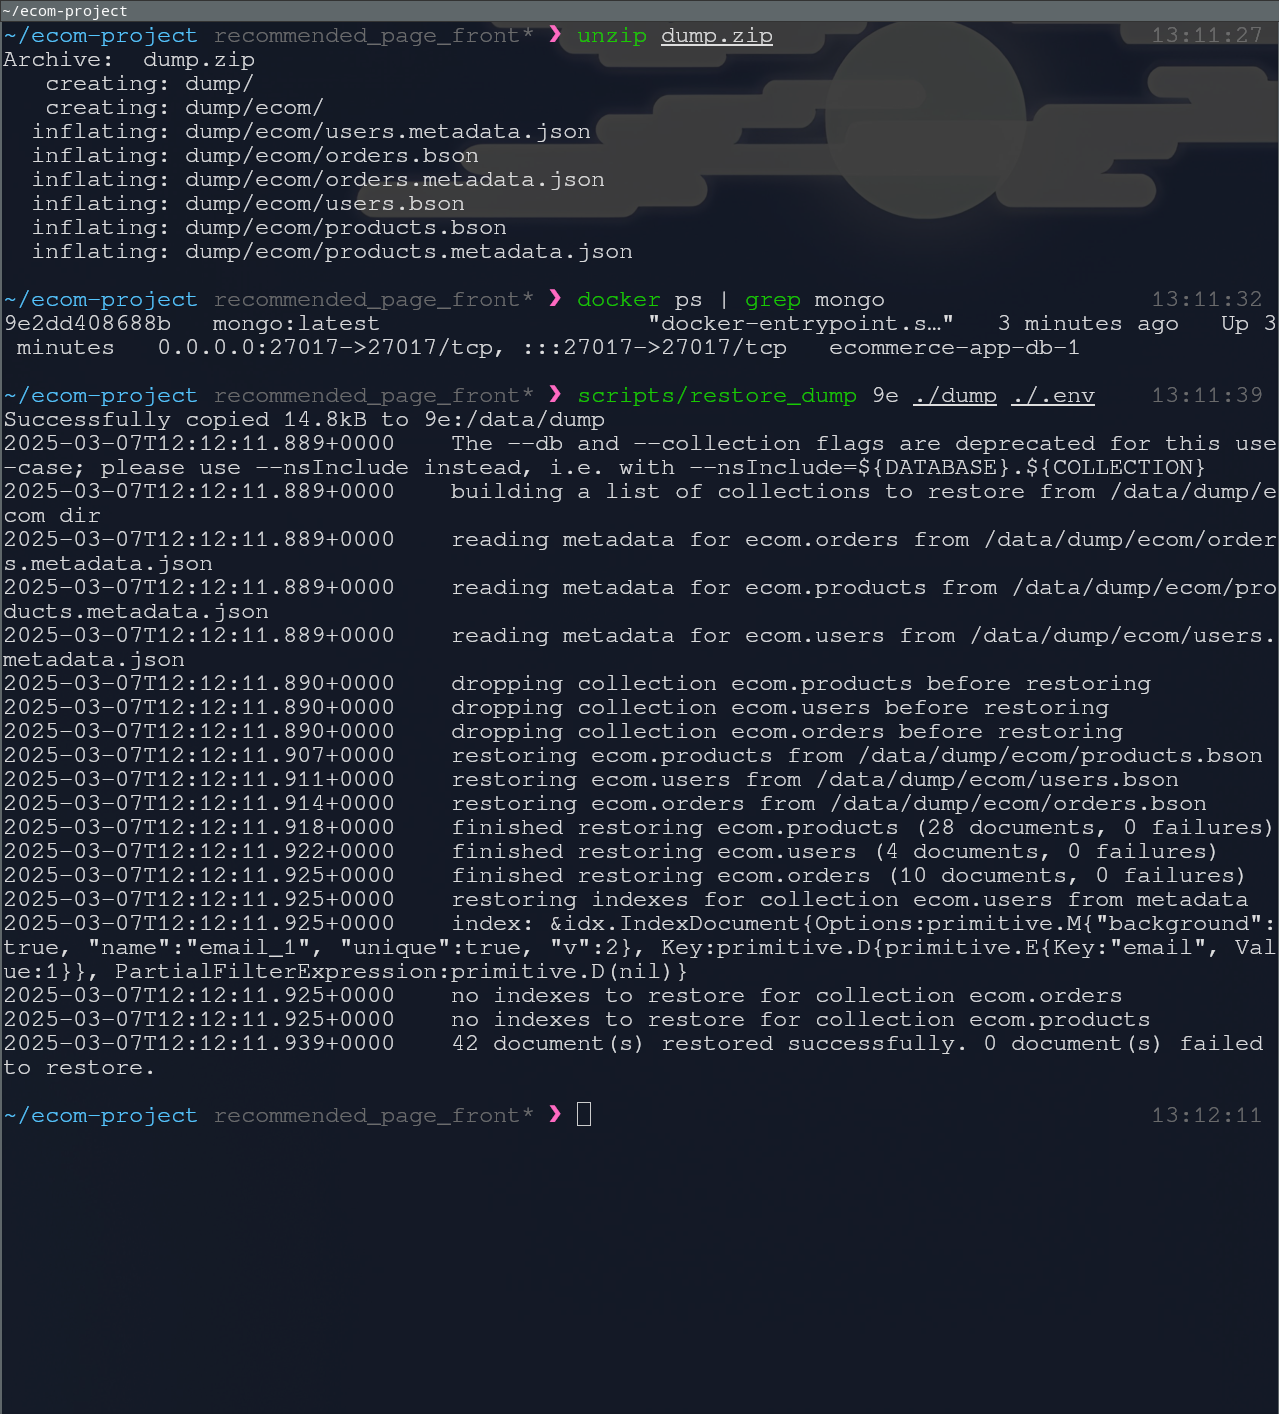 ~/ecom-project
~/ecom-project recommended_page_front* ❯ unzip dump.zip 13:11:27
Archive:  dump.zip
   creating: dump/
   creating: dump/ecom/
  inflating: dump/ecom/users.metadata.json
  inflating: dump/ecom/orders.bson
  inflating: dump/ecom/orders.metadata.json
  inflating: dump/ecom/users.bson
  inflating: dump/ecom/products.bson
  inflating: dump/ecom/products.metadata.json
~/ecom-project recommended_page_front* ❯ docker ps | grep mongo 13:11:32
9e2dd408688b   mongo:latest                   "docker-entrypoint.s…"   3 minutes ago   Up 3
 minutes   0.0.0.0:27017->27017/tcp, :::27017->27017/tcp   ecommerce-app-db-1
~/ecom-project recommended_page_front* ❯ scripts/restore_dump 9e ./dump ./.env 13:11:39
Successfully copied 14.8kB to 9e:/data/dump
2025-03-07T12:12:11.889+0000    The --db and --collection flags are deprecated for this use
-case; please use --nsInclude instead, i.e. with --nsInclude=${DATABASE}.${COLLECTION}
2025-03-07T12:12:11.889+0000    building a list of collections to restore from /data/dump/e
com dir
2025-03-07T12:12:11.889+0000    reading metadata for ecom.orders from /data/dump/ecom/order
s.metadata.json
2025-03-07T12:12:11.889+0000    reading metadata for ecom.products from /data/dump/ecom/pro
ducts.metadata.json
2025-03-07T12:12:11.889+0000    reading metadata for ecom.users from /data/dump/ecom/users.
metadata.json
2025-03-07T12:12:11.890+0000    dropping collection ecom.products before restoring
2025-03-07T12:12:11.890+0000    dropping collection ecom.users before restoring
2025-03-07T12:12:11.890+0000    dropping collection ecom.orders before restoring
2025-03-07T12:12:11.907+0000    restoring ecom.products from /data/dump/ecom/products.bson
2025-03-07T12:12:11.911+0000    restoring ecom.users from /data/dump/ecom/users.bson
2025-03-07T12:12:11.914+0000    restoring ecom.orders from /data/dump/ecom/orders.bson
2025-03-07T12:12:11.918+0000    finished restoring ecom.products (28 documents, 0 failures)
2025-03-07T12:12:11.922+0000    finished restoring ecom.users (4 documents, 0 failures)
2025-03-07T12:12:11.925+0000    finished restoring ecom.orders (10 documents, 0 failures)
2025-03-07T12:12:11.925+0000    restoring indexes for collection ecom.users from metadata
2025-03-07T12:12:11.925+0000    index: &idx.IndexDocument{Options:primitive.M{"background":
true, "name":"email_1", "unique":true, "v":2}, Key:primitive.D{primitive.E{Key:"email", Val
ue:1}}, PartialFilterExpression:primitive.D(nil)}
2025-03-07T12:12:11.925+0000    no indexes to restore for collection ecom.orders
2025-03-07T12:12:11.925+0000    no indexes to restore for collection ecom.products
2025-03-07T12:12:11.939+0000    42 document(s) restored successfully. 0 document(s) failed
to restore.
~/ecom-project recommended_page_front* ❯ 13:12:11